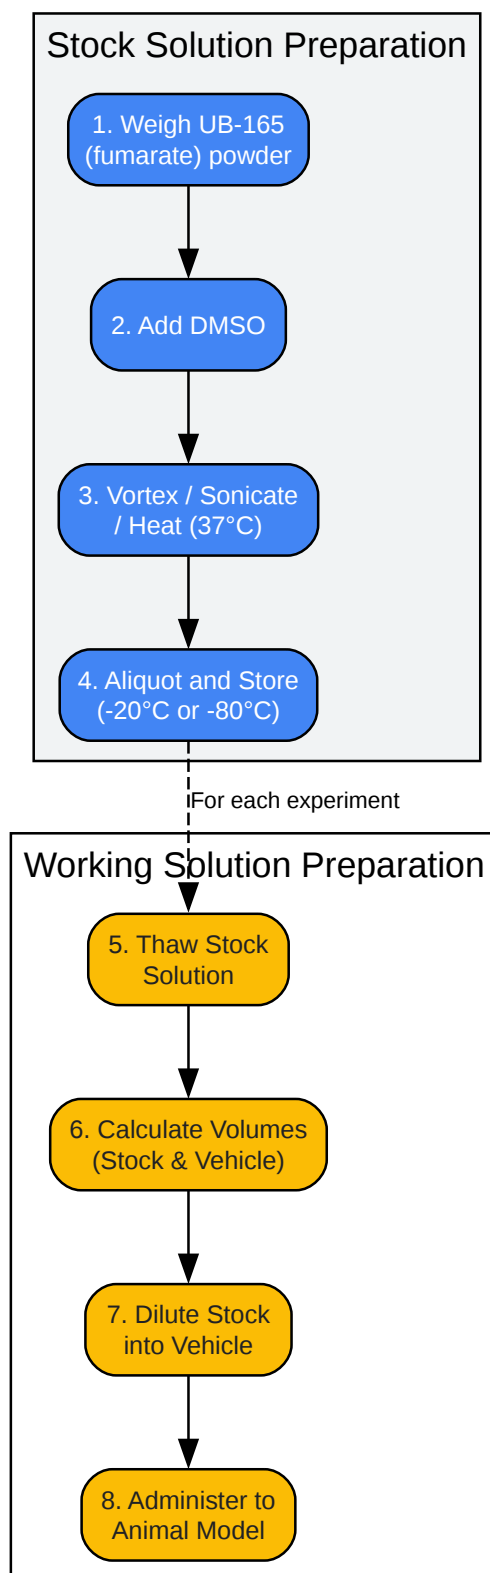 Stock Solution Preparation
1. Weigh UB-165
(fumarate) powder
2. Add DMSO
3. Vortex / Sonicate
/ Heat (37°C)
4. Aliquot and Store
(-20°C or -80°C)
For each experiment
Working Solution Preparation
5. Thaw Stock
Solution
6. Calculate Volumes
(Stock & Vehicle)
7. Dilute Stock
into Vehicle
8. Administer to
Animal Model